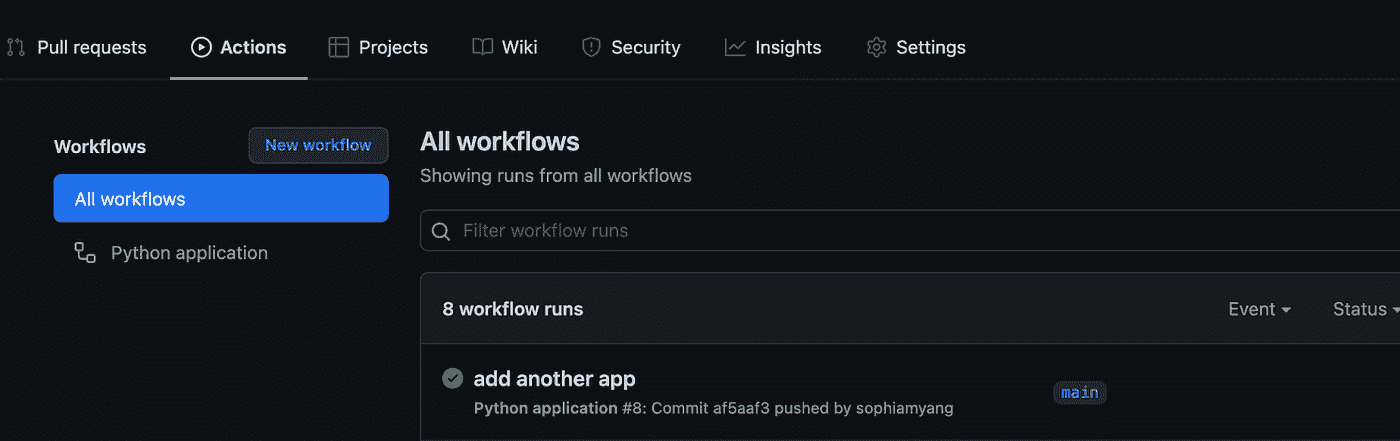 Pull requests Actions Projects Wiki Security Insights Settings
Workflows
New workflow
All workflows
Python application
All workflows
Showing runs from all workflows
Filter workflow runs
8 workflow runs Event Status
add another app
Python application #8: Commit af5aaf3 pushed by sophiamyang
main